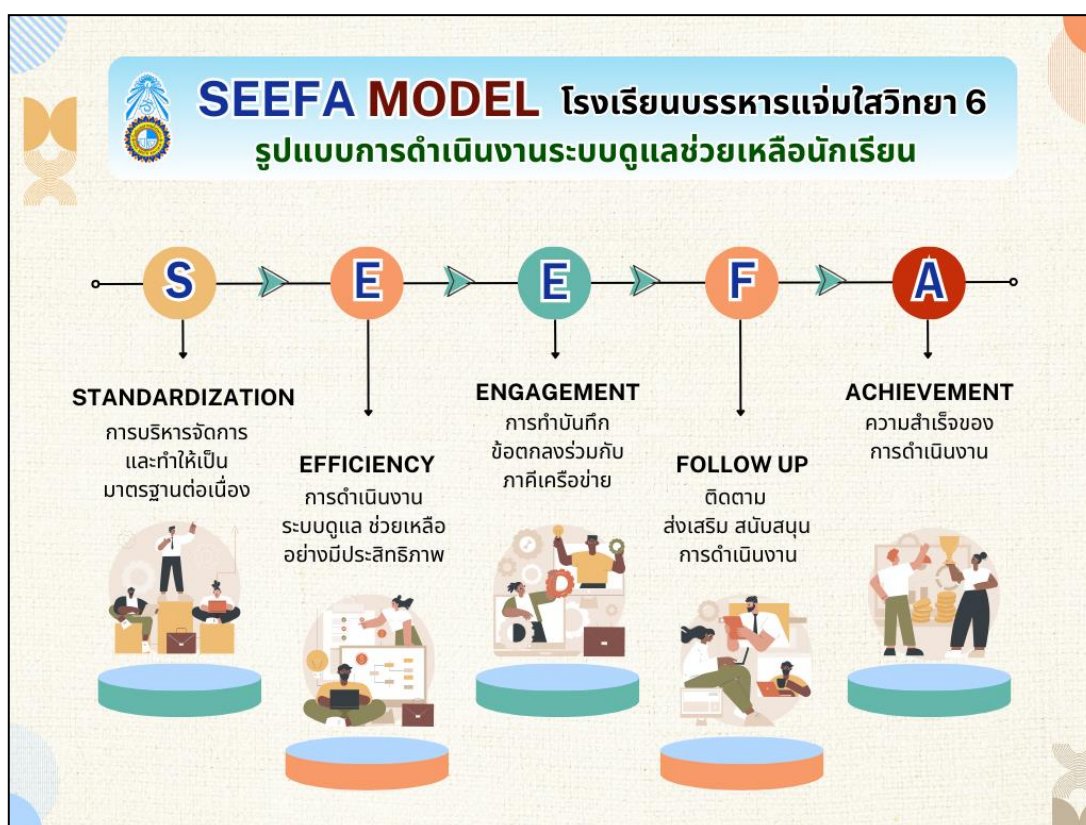 SEEFA MODEL โรงเรียนบรรหารแจ่มใสวิทยา 6
รูปแบบการดำเนินงานระบบดูแลช่วยเหลือนักเรียน
S
E
E
F
A
STANDARDIZATION
การบริหารจัดการ
และทำให้เป็น
มาตรฐานต่อเนื่อง
EFFICIENCY
การดำเนินงาน
ระบบดูแล ช่วยเหลือ
อย่างมีประสิทธิภาพ
ENGAGEMENT
การทำบันทึก
ข้อตกลงร่วมกับ
ภาคีเครือข่าย
FOLLOW UP
ติดตาม
ส่งเสริม สนับสนุน
การดำเนินงาน
ACHIEVEMENT
ความสำเร็จของ
การดำเนินงาน